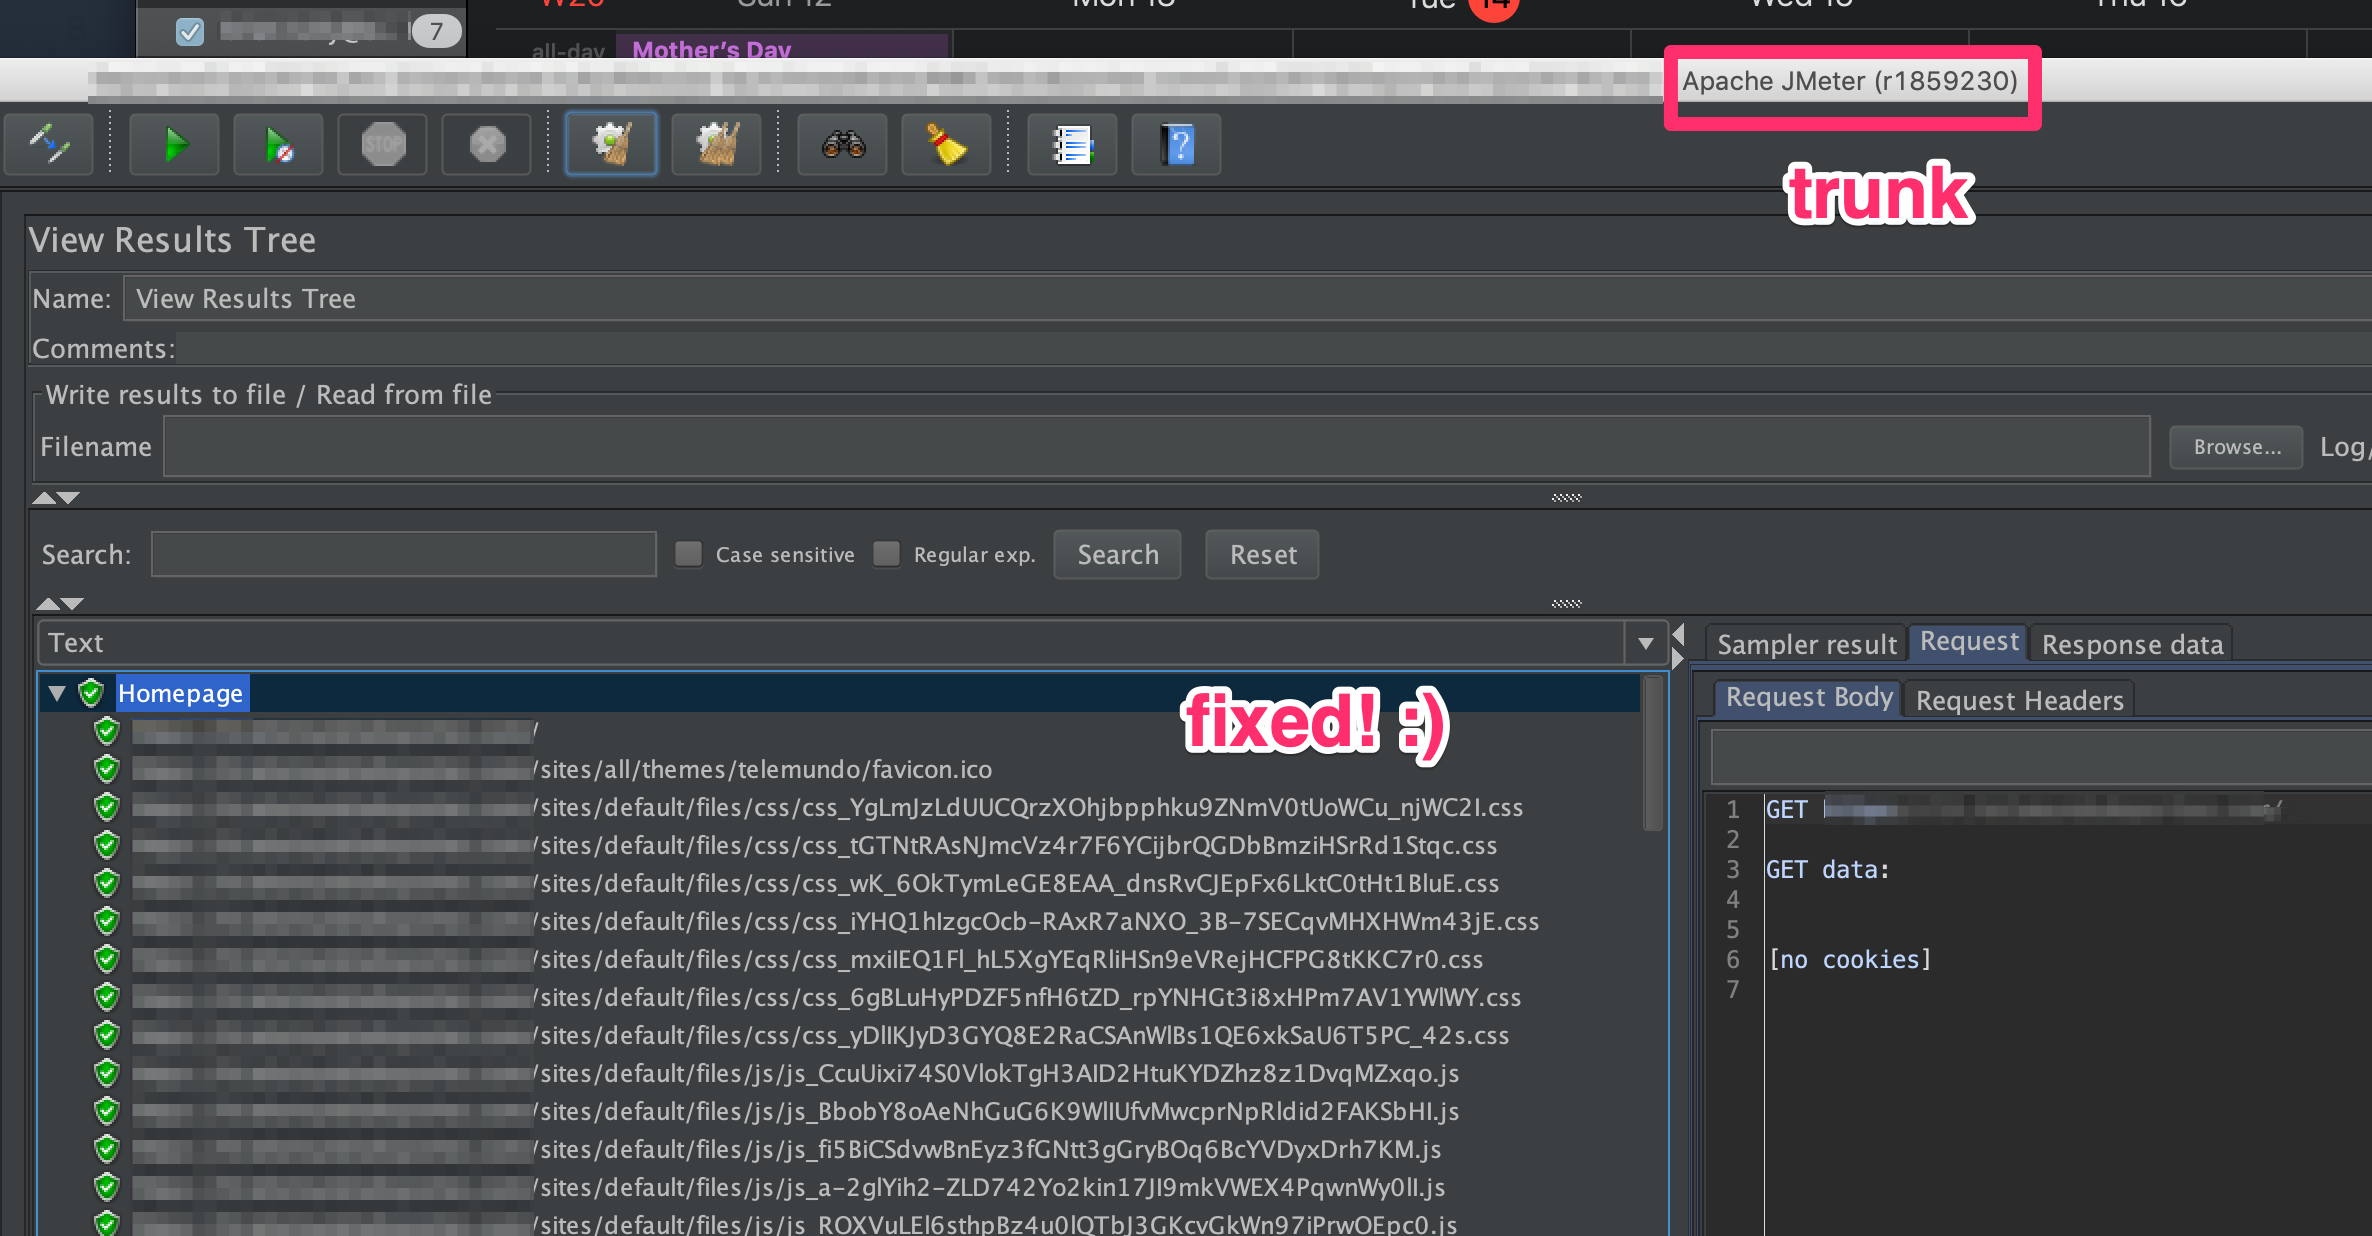 14
7
all-day
Mother's Day
Apache JMeter (r1859230)
STOP
trunk
View Results Tree
Name: View Results Tree
Comments:
Write results to file / Read from file
Filename Browse... Log/
Search: Case sensitive Regular exp. Search Reset
Text
Sampler result Request Response data
Homepage
fixed! :)
Request Body Request Headers
/
/sites/all/themes/telemundo/favicon.ico
/sites/default/files/css/css_YgLmJzLdUUCQrzXOhjbpphku9ZNmV0tUoWCu_njWC2I.css
/sites/default/files/css/css_tGTNtRAsNJmcVz4r7F6YCijbrQGDbBmziHSrRd1Stqc.css
/sites/default/files/css/css_wK_6OkTymLeGE8EAA_dnsRvCJEpFx6LktC0tHt1BluE.css
/sites/default/files/css/css_iYHQ1hIzgcOcb-RAxR7aNXO_3B-7SECqvMHXHWm43jE.css
/sites/default/files/css/css_mxiIEQ1Fl_hL5XgYEqRliHSn9eVRejHCFPG8tKKC7r0.css
/sites/default/files/css/css_6gBLuHyPDZF5nfH6tZD_rpYNHGt3i8xHPm7AV1YWlWY.css
/sites/default/files/css/css_yDlIKJyD3GYQ8E2RaCSAnWlBs1QE6xkSaU6T5PC_42s.css
/sites/default/files/js/js_CcuUixi74S0VlokTgH3AID2HtuKYDZhz8z1DvqMZxqo.js
/sites/default/files/js/js_BbobY8oAeNhGuG6K9WlIUfvMwcprNpRldid2FAKSbHI.js
/sites/default/files/js/js_fi5BiCSdvwBnEyz3fGNtt3gGryBOq6BcYVDyxDrh7KM.js
/sites/default/files/js/js_a-2glYih2-ZLD742Yo2kin17JI9mkVWEX4PqwnWy0lI.js
/sites/default/files/js/js_ROXVuLEl6sthpBz4u0lQTbJ3GKcvGkWn97iPrwOEpc0.js
1 GET
2
3 GET data:
4
5
6 [no cookies]
7